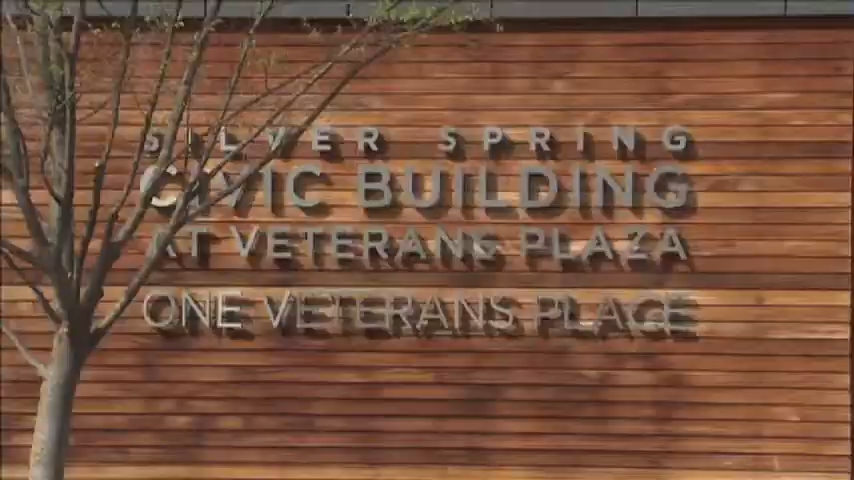 SILVER SPRING
CIVIC BUILDING
AT VETERANS PLAZA
ONE VETERANS PLACE